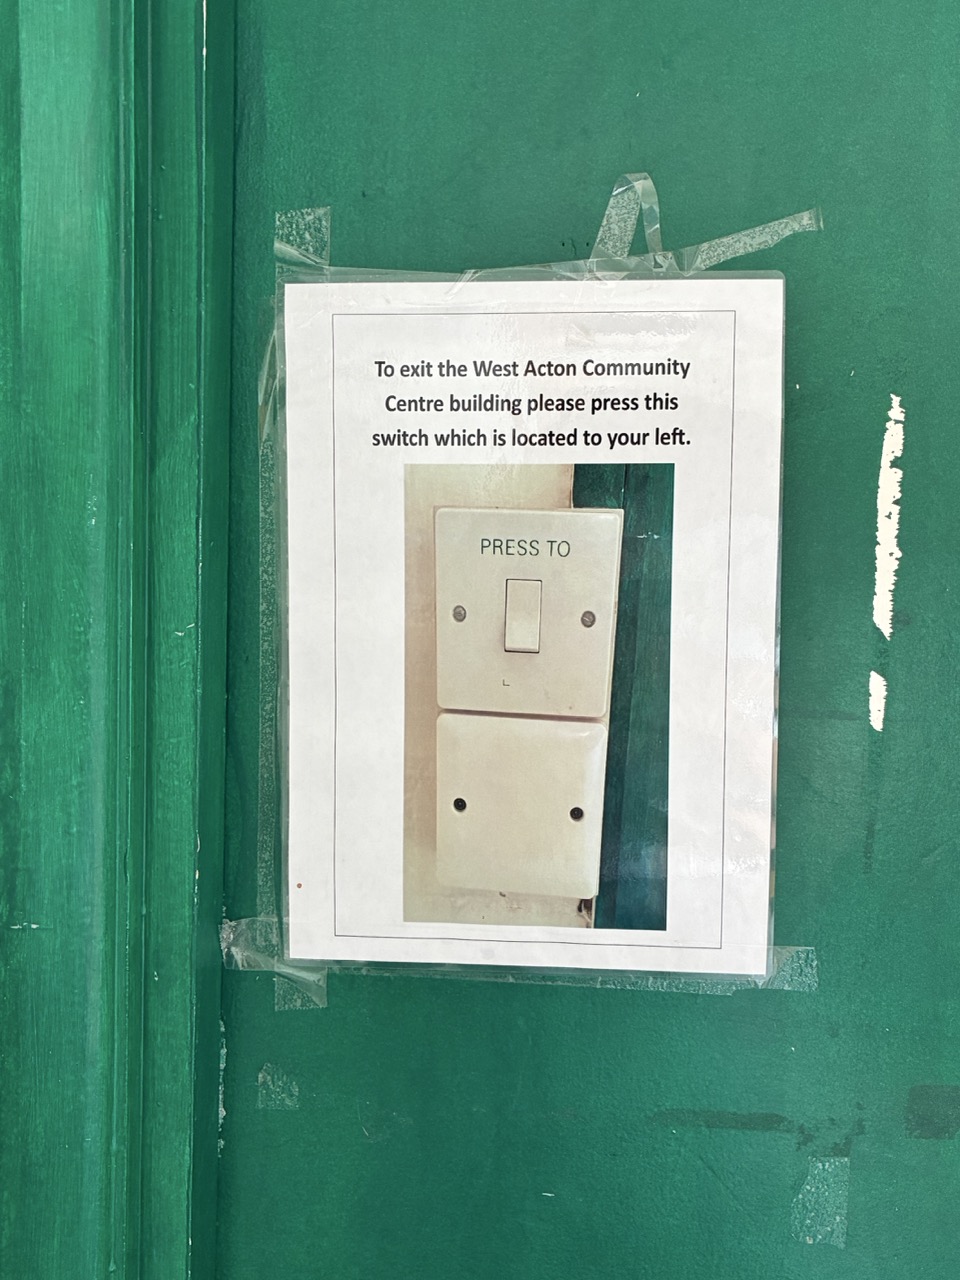 To exit the West Acton Community
Centre building please press this
switch which is located to your left.
PRESS TO